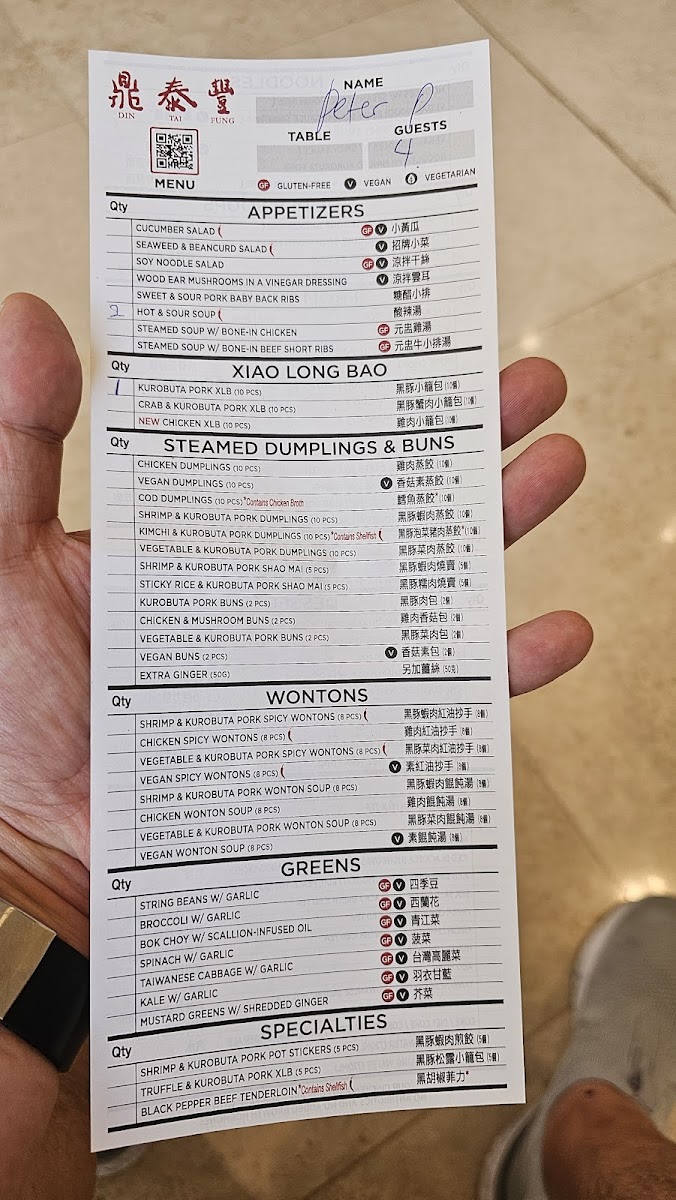 鼎泰豐
DIN TAI FUNG
NAME
Peter P
TABLE
GUESTS
4
MENU
GF GLUTEN-FREE V VEGAN VEGETARIAN
Qty APPETIZERS
CUCUMBER SALAD GF V 小黃瓜
SEAWEED & BEANCURD SALAD V 招牌小菜
SOY NOODLE SALAD GF V 涼拌干絲
WOOD EAR MUSHROOMS IN A VINEGAR DRESSING V 涼拌雲耳
SWEET & SOUR PORK BABY BACK RIBS 糖醋小排
2 HOT & SOUR SOUP 酸辣湯
STEAMED SOUP W/ BONE-IN CHICKEN GF 元盅雞湯
STEAMED SOUP W/ BONE-IN BEEF SHORT RIBS GF 元盅牛小排湯
Qty XIAO LONG BAO
1 KUROBUTA PORK XLB (10 PCS) 黑豚小籠包 (10個)
CRAB & KUROBUTA PORK XLB (10 PCS) 黑豚蟹肉小籠包 (10個)
NEW CHICKEN XLB (10 PCS) 雞肉小籠包 (10個)
Qty STEAMED DUMPLINGS & BUNS
CHICKEN DUMPLINGS (10 PCS) 雞肉蒸餃 (10個)
VEGAN DUMPLINGS (10 PCS) V 香菇素蒸餃 (10個)
COD DUMPLINGS (10 PCS) *Contains Chicken Broth 鱈魚蒸餃* (10個)
SHRIMP & KUROBUTA PORK DUMPLINGS (10 PCS) 黑豚蝦肉蒸餃 (10個)
KIMCHI & KUROBUTA PORK DUMPLINGS (10 PCS) *Contains Shellfish 黑豚泡菜豬肉蒸餃* (10個)
VEGETABLE & KUROBUTA PORK DUMPLINGS (10 PCS) 黑豚菜肉蒸餃 (10個)
SHRIMP & KUROBUTA PORK SHAO MAI (5 PCS) 黑豚蝦肉燒賣 (5個)
STICKY RICE & KUROBUTA PORK SHAO MAI (5 PCS) 黑豚糯肉燒賣 (5個)
KUROBUTA PORK BUNS (2 PCS) 黑豚肉包 (2個)
CHICKEN & MUSHROOM BUNS (2 PCS) 雞肉香菇包 (2個)
VEGETABLE & KUROBUTA PORK BUNS (2 PCS) 黑豚菜肉包 (2個)
VEGAN BUNS (2 PCS) V 香菇素包 (2個)
EXTRA GINGER (50G) 另加薑絲 (50克)
Qty WONTONS
SHRIMP & KUROBUTA PORK SPICY WONTONS (8 PCS) 黑豚蝦肉紅油抄手 (8個)
CHICKEN SPICY WONTONS (8 PCS) 雞肉紅油抄手 (8個)
VEGETABLE & KUROBUTA PORK SPICY WONTONS (8 PCS) 黑豚菜肉紅油抄手 (8個)
VEGAN SPICY WONTONS (8 PCS) V 素紅油抄手 (8個)
SHRIMP & KUROBUTA PORK WONTON SOUP (8 PCS) 黑豚蝦肉餛飩湯 (8個)
CHICKEN WONTON SOUP (8 PCS) 雞肉餛飩湯 (8個)
VEGETABLE & KUROBUTA PORK WONTON SOUP (8 PCS) 黑豚菜肉餛飩湯 (8個)
VEGAN WONTON SOUP (8 PCS) V 素餛飩湯 (8個)
Qty GREENS
STRING BEANS W/ GARLIC GF V 四季豆
BROCCOLI W/ GARLIC GF V 西蘭花
BOK CHOY W/ SCALLION-INFUSED OIL GF V 青江菜
SPINACH W/ GARLIC GF V 菠菜
TAIWANESE CABBAGE W/ GARLIC GF V 台灣高麗菜
KALE W/ GARLIC GF V 羽衣甘藍
MUSTARD GREENS W/ SHREDDED GINGER GF V 芥菜
Qty SPECIALTIES
SHRIMP & KUROBUTA PORK POT STICKERS (5 PCS) 黑豚蝦肉煎餃 (5個)
TRUFFLE & KUROBUTA PORK XLB (5 PCS) 黑豚松露小籠包 (5個)
BLACK PEPPER BEEF TENDERLOIN *Contains Shellfish 黑胡椒菲力*